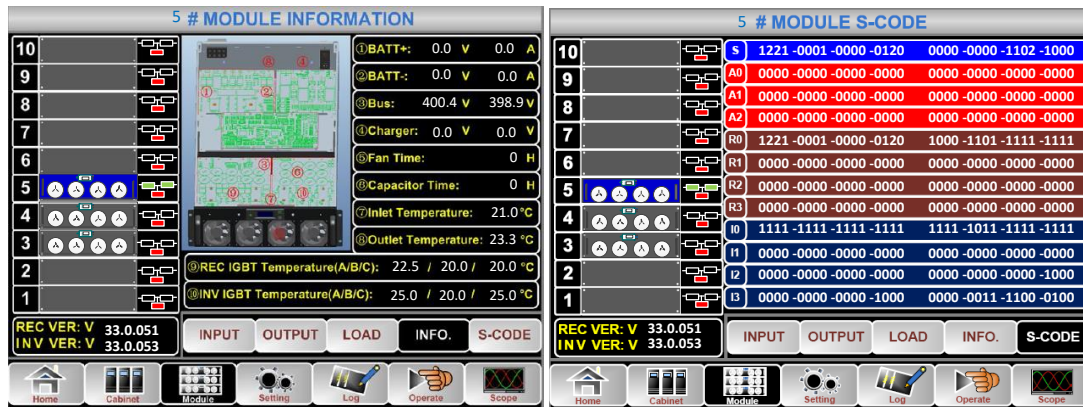 5 # MODULE INFORMATION
10
9
8
7
6
5
4
3
2
1
①BATT+: 0.0 V 0.0 A
②BATT-: 0.0 V 0.0 A
③Bus: 400.4 V 398.9 V
④Charger: 0.0 V 0.0 V
⑤Fan Time: 0 H
⑥Capacitor Time: 0 H
⑦Inlet Temperature: 21.0 °C
⑧Outlet Temperature: 23.3 °C
⑨REC IGBT Temperature(A/B/C): 22.5 / 20.0 / 20.0 °C
⑩INV IGBT Temperature(A/B/C): 25.0 / 20.0 / 25.0 °C
REC VER: V 33.0.051
INV VER: V 33.0.053
INPUT OUTPUT LOAD INFO. S-CODE
Home Cabinet Module Setting Log Operate Scope
5 # MODULE S-CODE
10
9
8
7
6
5
4
3
2
1
S 1221 -0001 -0000 -0120 0000 -0000 -1102 -1000
A0 0000 -0000 -0000 -0000 0000 -0000 -0000 -0000
A1 0000 -0000 -0000 -0000 0000 -0000 -0000 -0000
A2 0000 -0000 -0000 -0000 0000 -0000 -0000 -0000
R0 1221 -0001 -0000 -0120 1000 -1101 -1111 -1111
R1 0000 -0000 -0000 -0000 0000 -0000 -0000 -0000
R2 0000 -0000 -0000 -0000 0000 -0000 -0000 -0000
R3 0000 -0000 -0000 -0000 0000 -0000 -0000 -0000
I0 1111 -1111 -1111 -1111 1111 -1011 -1111 -1111
I1 0000 -0000 -0000 -0000 0000 -0000 -0000 -0000
I2 0000 -0000 -0000 -0000 0000 -0000 -0000 -1000
I3 0000 -0000 -0000 -1000 0000 -0011 -1100 -0100
REC VER: V 33.0.051
INV VER: V 33.0.053
INPUT OUTPUT LOAD INFO. S-CODE
Home Cabinet Module Setting Log Operate Scope